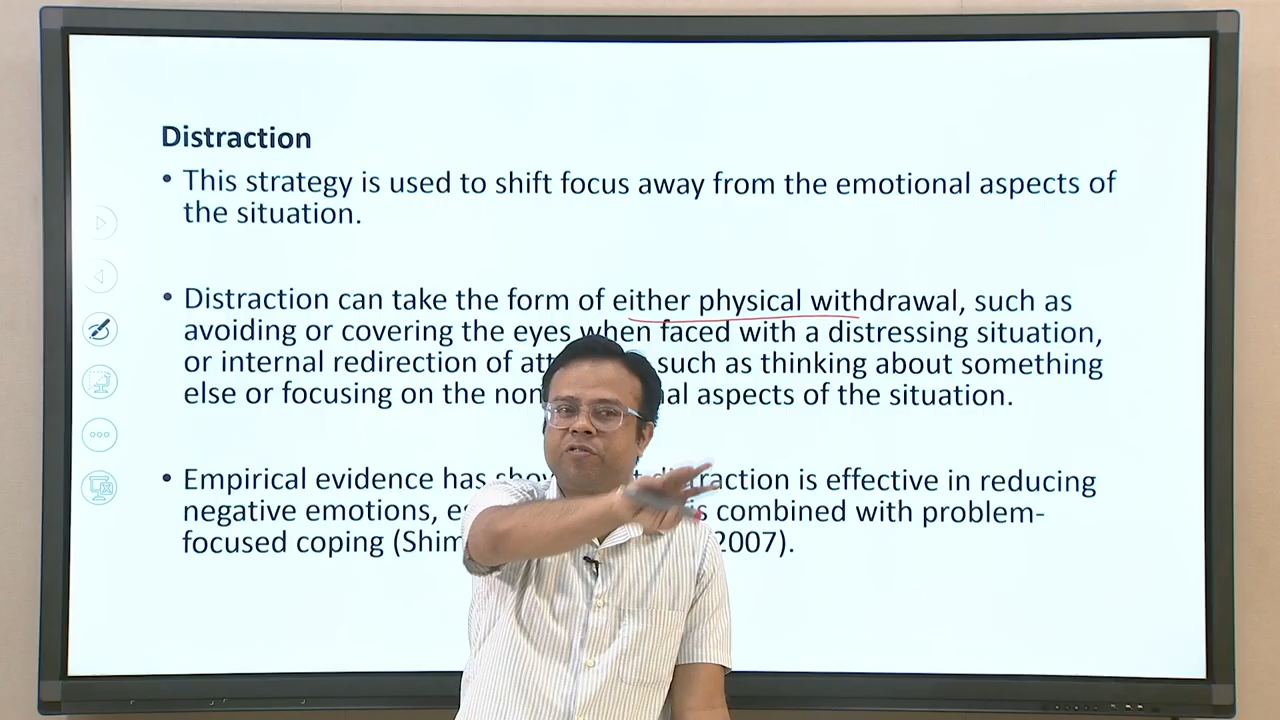 Distraction
• This strategy is used to shift focus away from the emotional aspects of
the situation.
• Distraction can take the form of either physical withdrawal, such as
avoiding or covering the eyes when faced with a distressing situation,
or internal redirection of such as thinking about something
else or focusing on the aspects of the situation.
• Empirical evidence has is effective in reducing
negative emotions, combined with problem-
focused coping 2007).